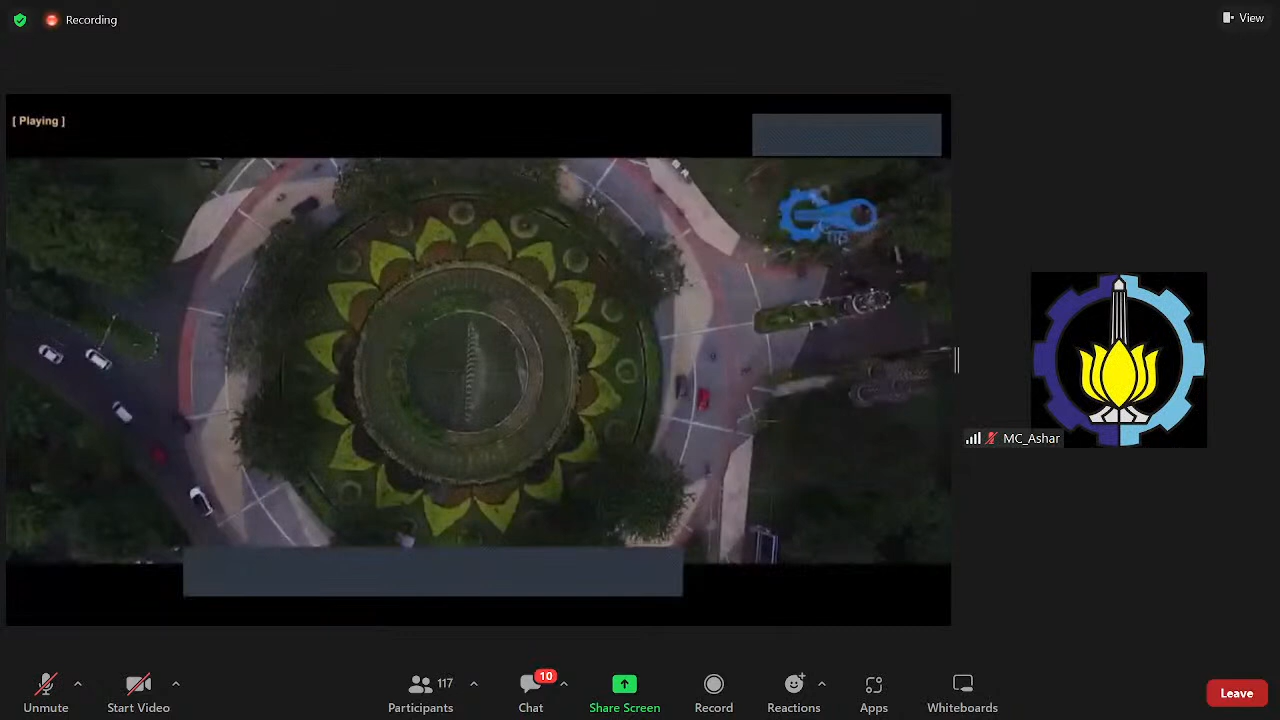 Recording
View
[ Playing ]
MC_Ashar
Unmute
Start Video
Participants
117
Chat
10
Share Screen
Record
Reactions
Apps
Whiteboards
Leave